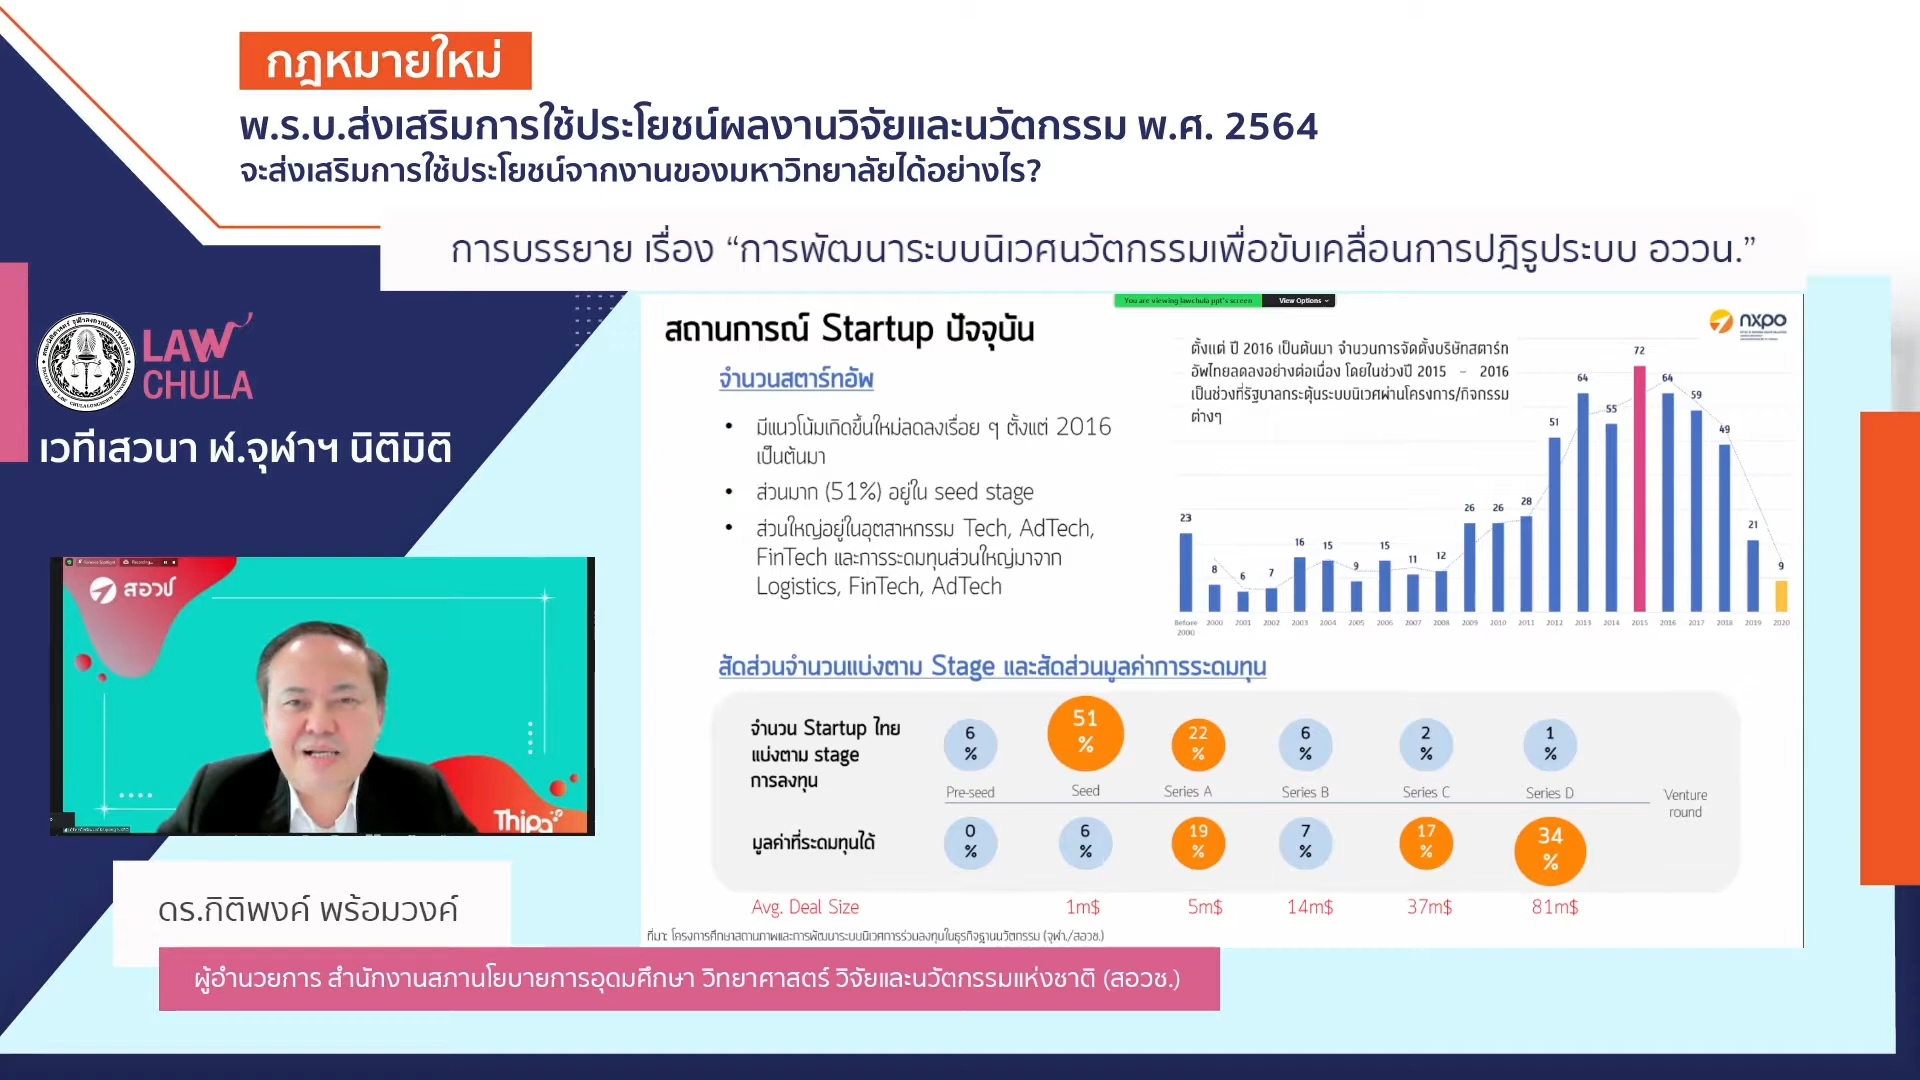 กฎหมายใหม่
พ.ร.บ.ส่งเสริมการใช้ประโยชน์ผลงานวิจัยและนวัตกรรม พ.ศ. 2564
จะส่งเสริมการใช้ประโยชน์จากงานของมหาวิทยาลัยได้อย่างไร?
การบรรยาย เรื่อง “การพัฒนาระบบนิเวศนวัตกรรมเพื่อขับเคลื่อนการปฎิรูประบบ อววน.”
LAW
CHULA
เวทีเสวนา ฬ.จุฬาฯ นิติมิติ
You are viewing lawchula ppt's screen
View Options
สถานการณ์ Startup ปัจจุบัน
nxpo
จำนวนสตาร์ทอัพ
• มีแนวโน้มเกิดขึ้นใหม่ลดลงเรื่อย ๆ ตั้งแต่ 2016
เป็นต้นมา
• ส่วนมาก (51%) อยู่ใน seed stage
• ส่วนใหญ่อยู่ในอุตสาหกรรม Tech, AdTech,
FinTech และการระดมทุนส่วนใหญ่มาจาก
Logistics, FinTech, AdTech
ตั้งแต่ ปี 2016 เป็นต้นมา จำนวนการจัดตั้งบริษัทสตาร์ท
อัพไทยลดลงอย่างต่อเนื่อง โดยในช่วงปี 2015 – 2016
เป็นช่วงที่รัฐบาลกระตุ้นระบบนิเวศผ่านโครงการ/กิจกรรม
ต่างๆ
23 8 6 7 16 15 9 15 11 12 26 26 28 51 64 55 72 64 59 49 21 9
Before 2000 2001 2002 2003 2004 2005 2006 2007 2008 2009 2010 2011 2012 2013 2014 2015 2016 2017 2018 2019 2020
2000
สัดส่วนจำนวนแบ่งตาม Stage และสัดส่วนมูลค่าการระดมทุน
จำนวน Startup ไทย
แบ่งตาม stage
การลงทุน
6 % 51 % 22 % 6 % 2 % 1 %
Pre-seed Seed Series A Series B Series C Series D
Venture
round
มูลค่าที่ระดมทุนได้
0 % 6 % 19 % 7 % 17 % 34 %
Avg. Deal Size 1m$ 5m$ 14m$ 37m$ 81m$
ที่มา: โครงการศึกษาสถานภาพและการพัฒนาระบบนิเวศการร่วมลงทุนในธุรกิจฐานนวัตกรรม (จุฬา/สอวช.)
สอวช
ดร.กิติพงค์ พร้อมวงค์
ผู้อำนวยการ สำนักงานสภานโยบายการอุดมศึกษา วิทยาศาสตร์ วิจัยและนวัตกรรมแห่งชาติ (สอวช.)